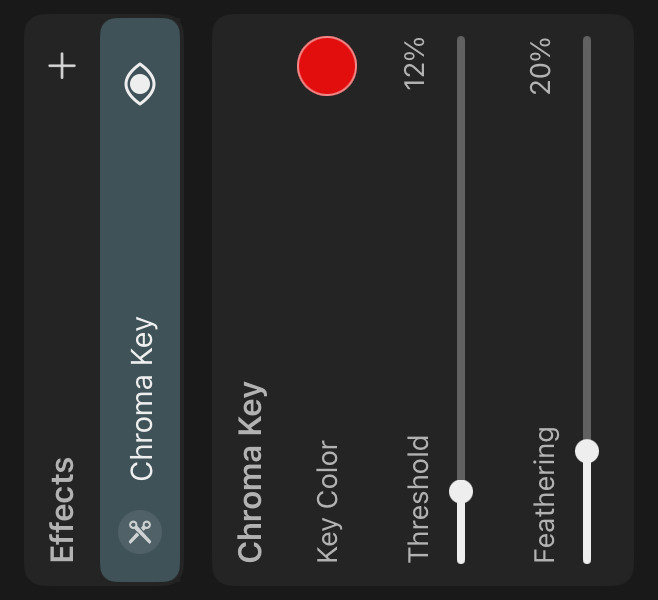 Effects
Chroma Key
Chroma Key
Key Color
Threshold 12%
Feathering 20%